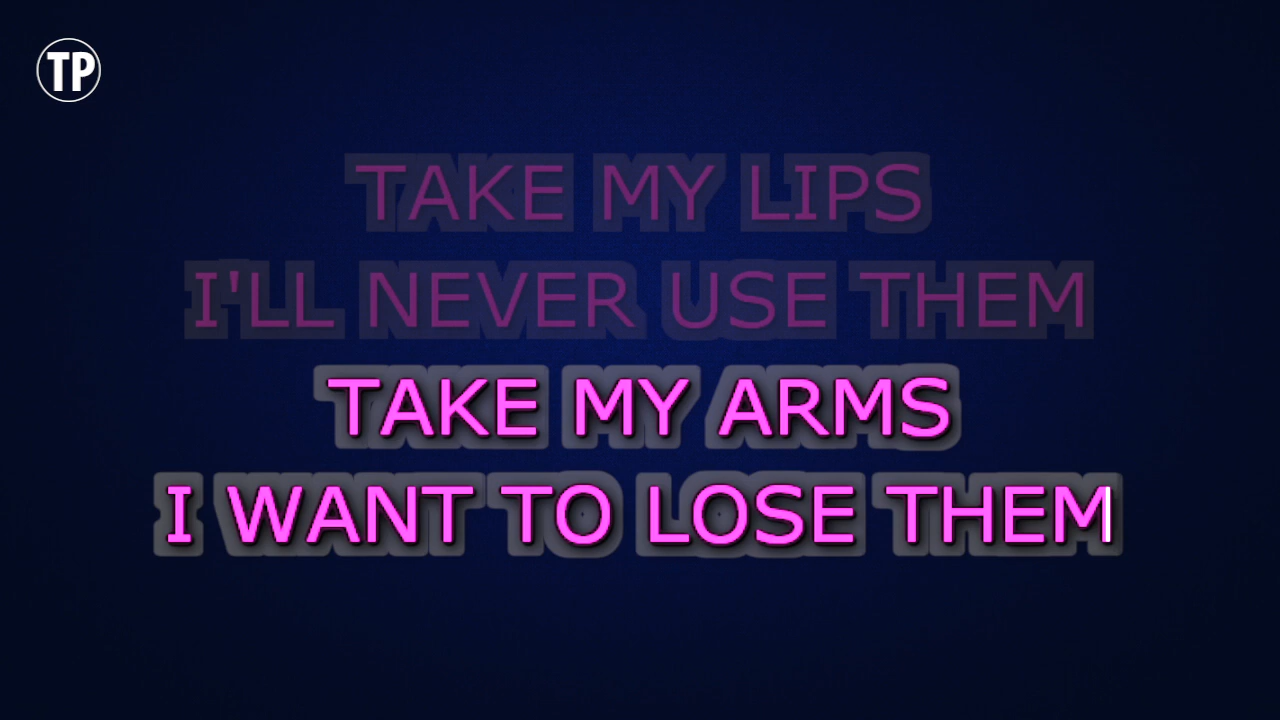 TP
TAKE MY LIPS
I'LL NEVER USE THEM
TAKE MY ARMS
I WANT TO LOSE THEM